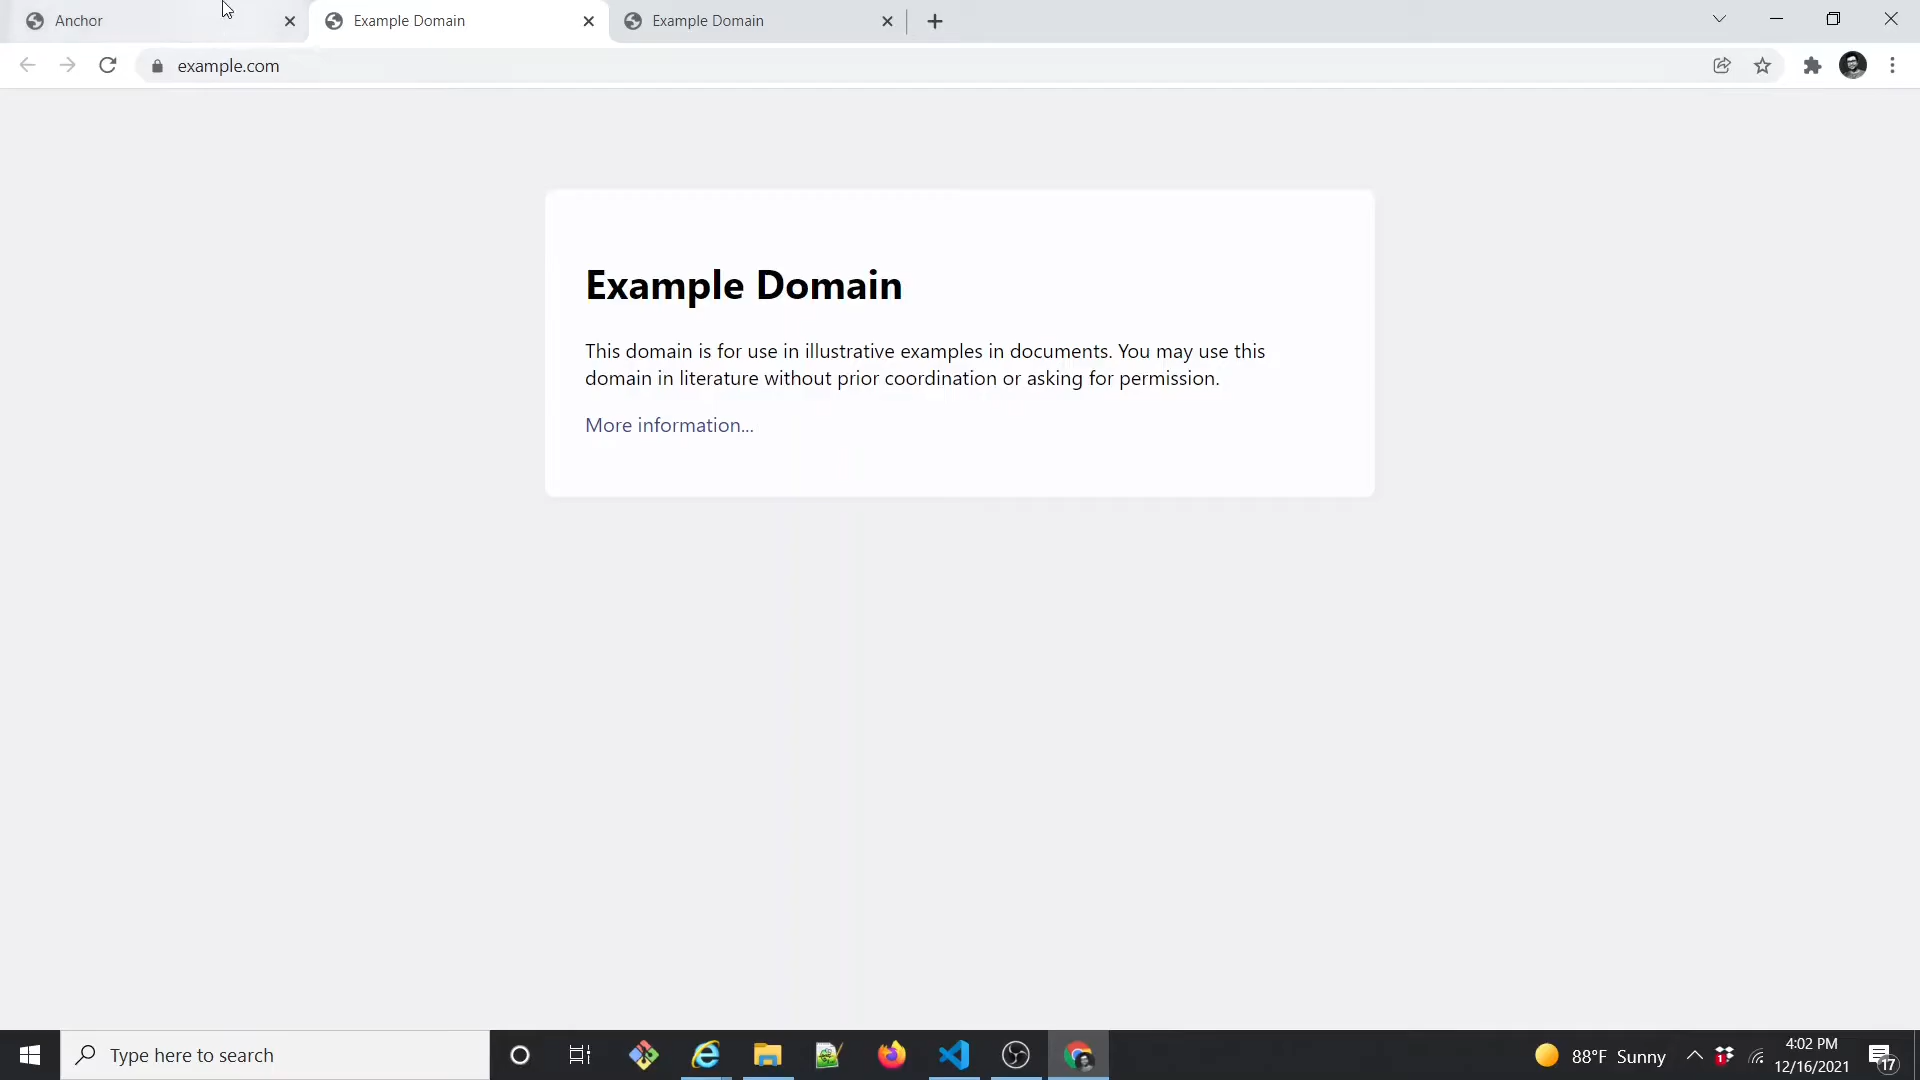 Anchor
Example Domain
Example Domain
example.com
Example Domain
This domain is for use in illustrative examples in documents. You may use this
domain in literature without prior coordination or asking for permission.
More information...
Type here to search
88°F Sunny
1
4:02 PM
12/16/2021
17